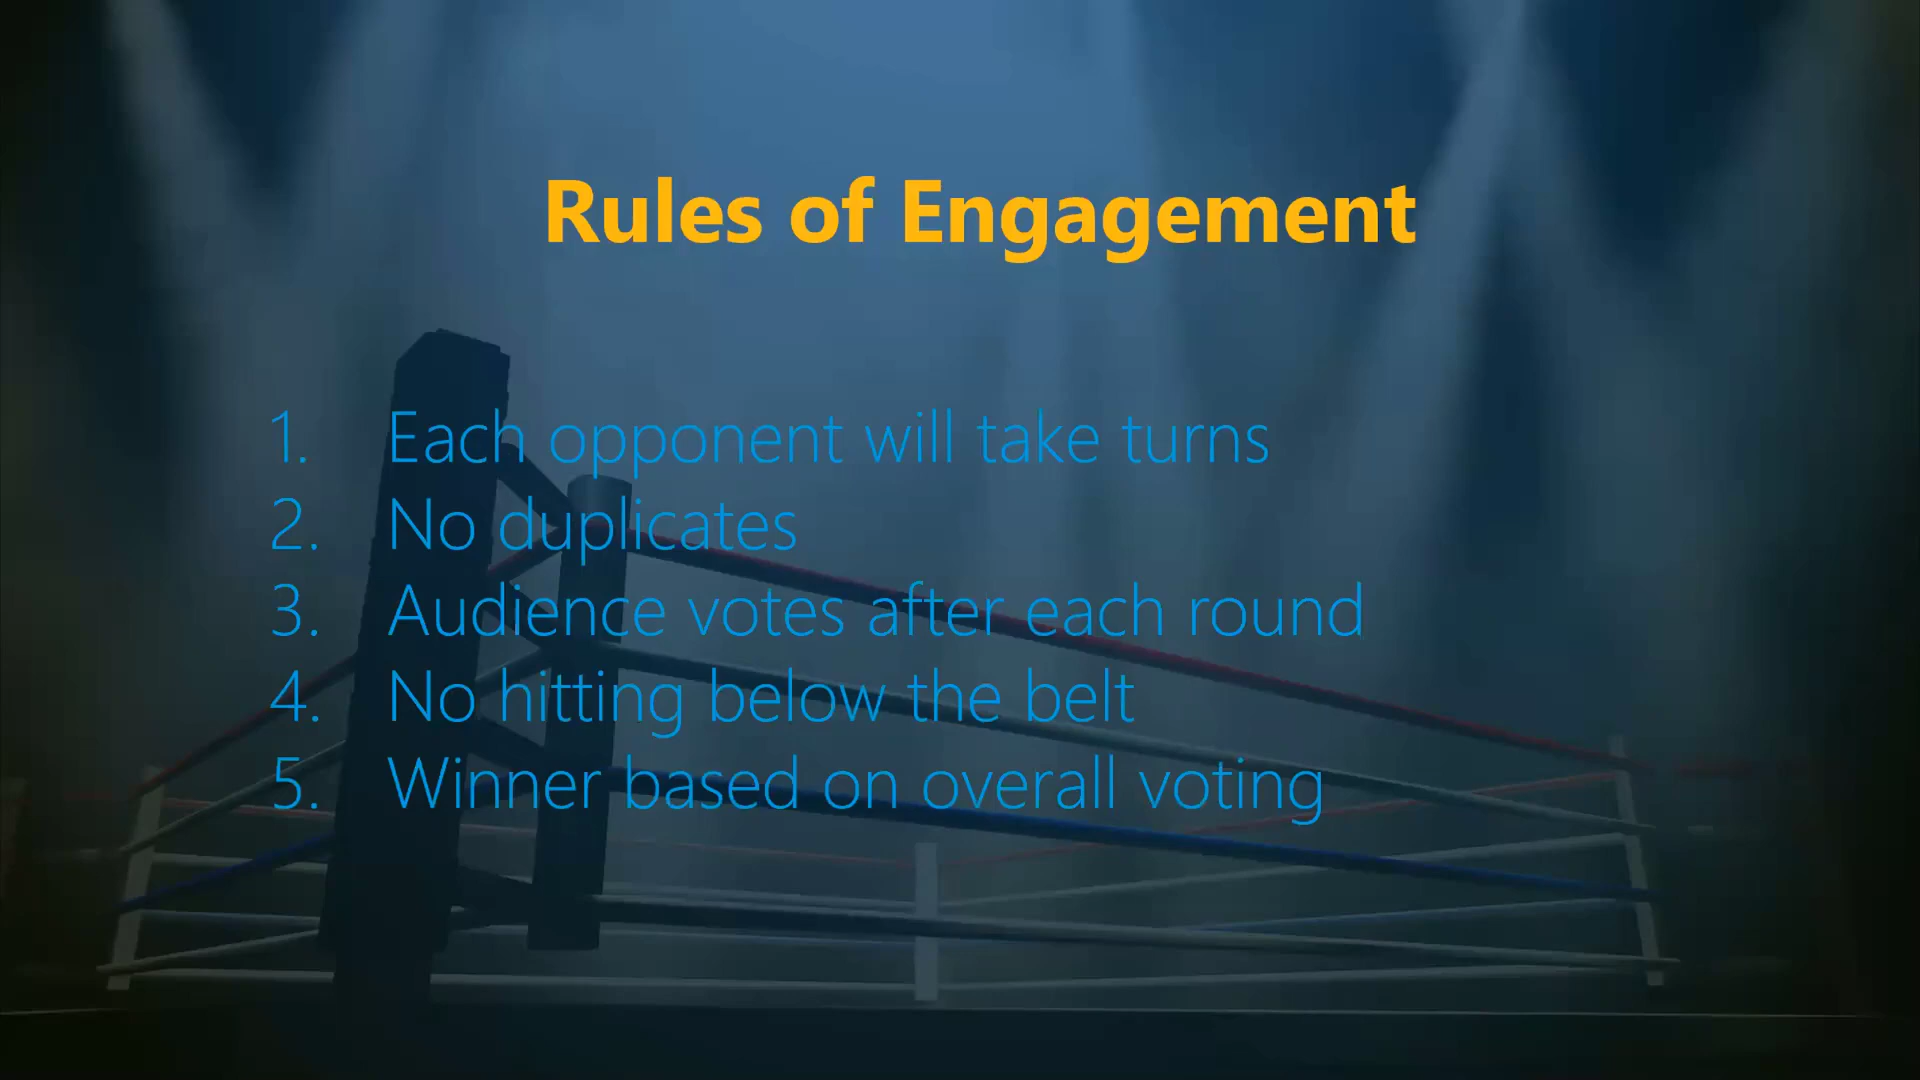 Rules of Engagement
1. Each opponent will take turns
2. No duplicates
3. Audience votes after each round
4. No hitting below the belt
5. Winner based on overall voting